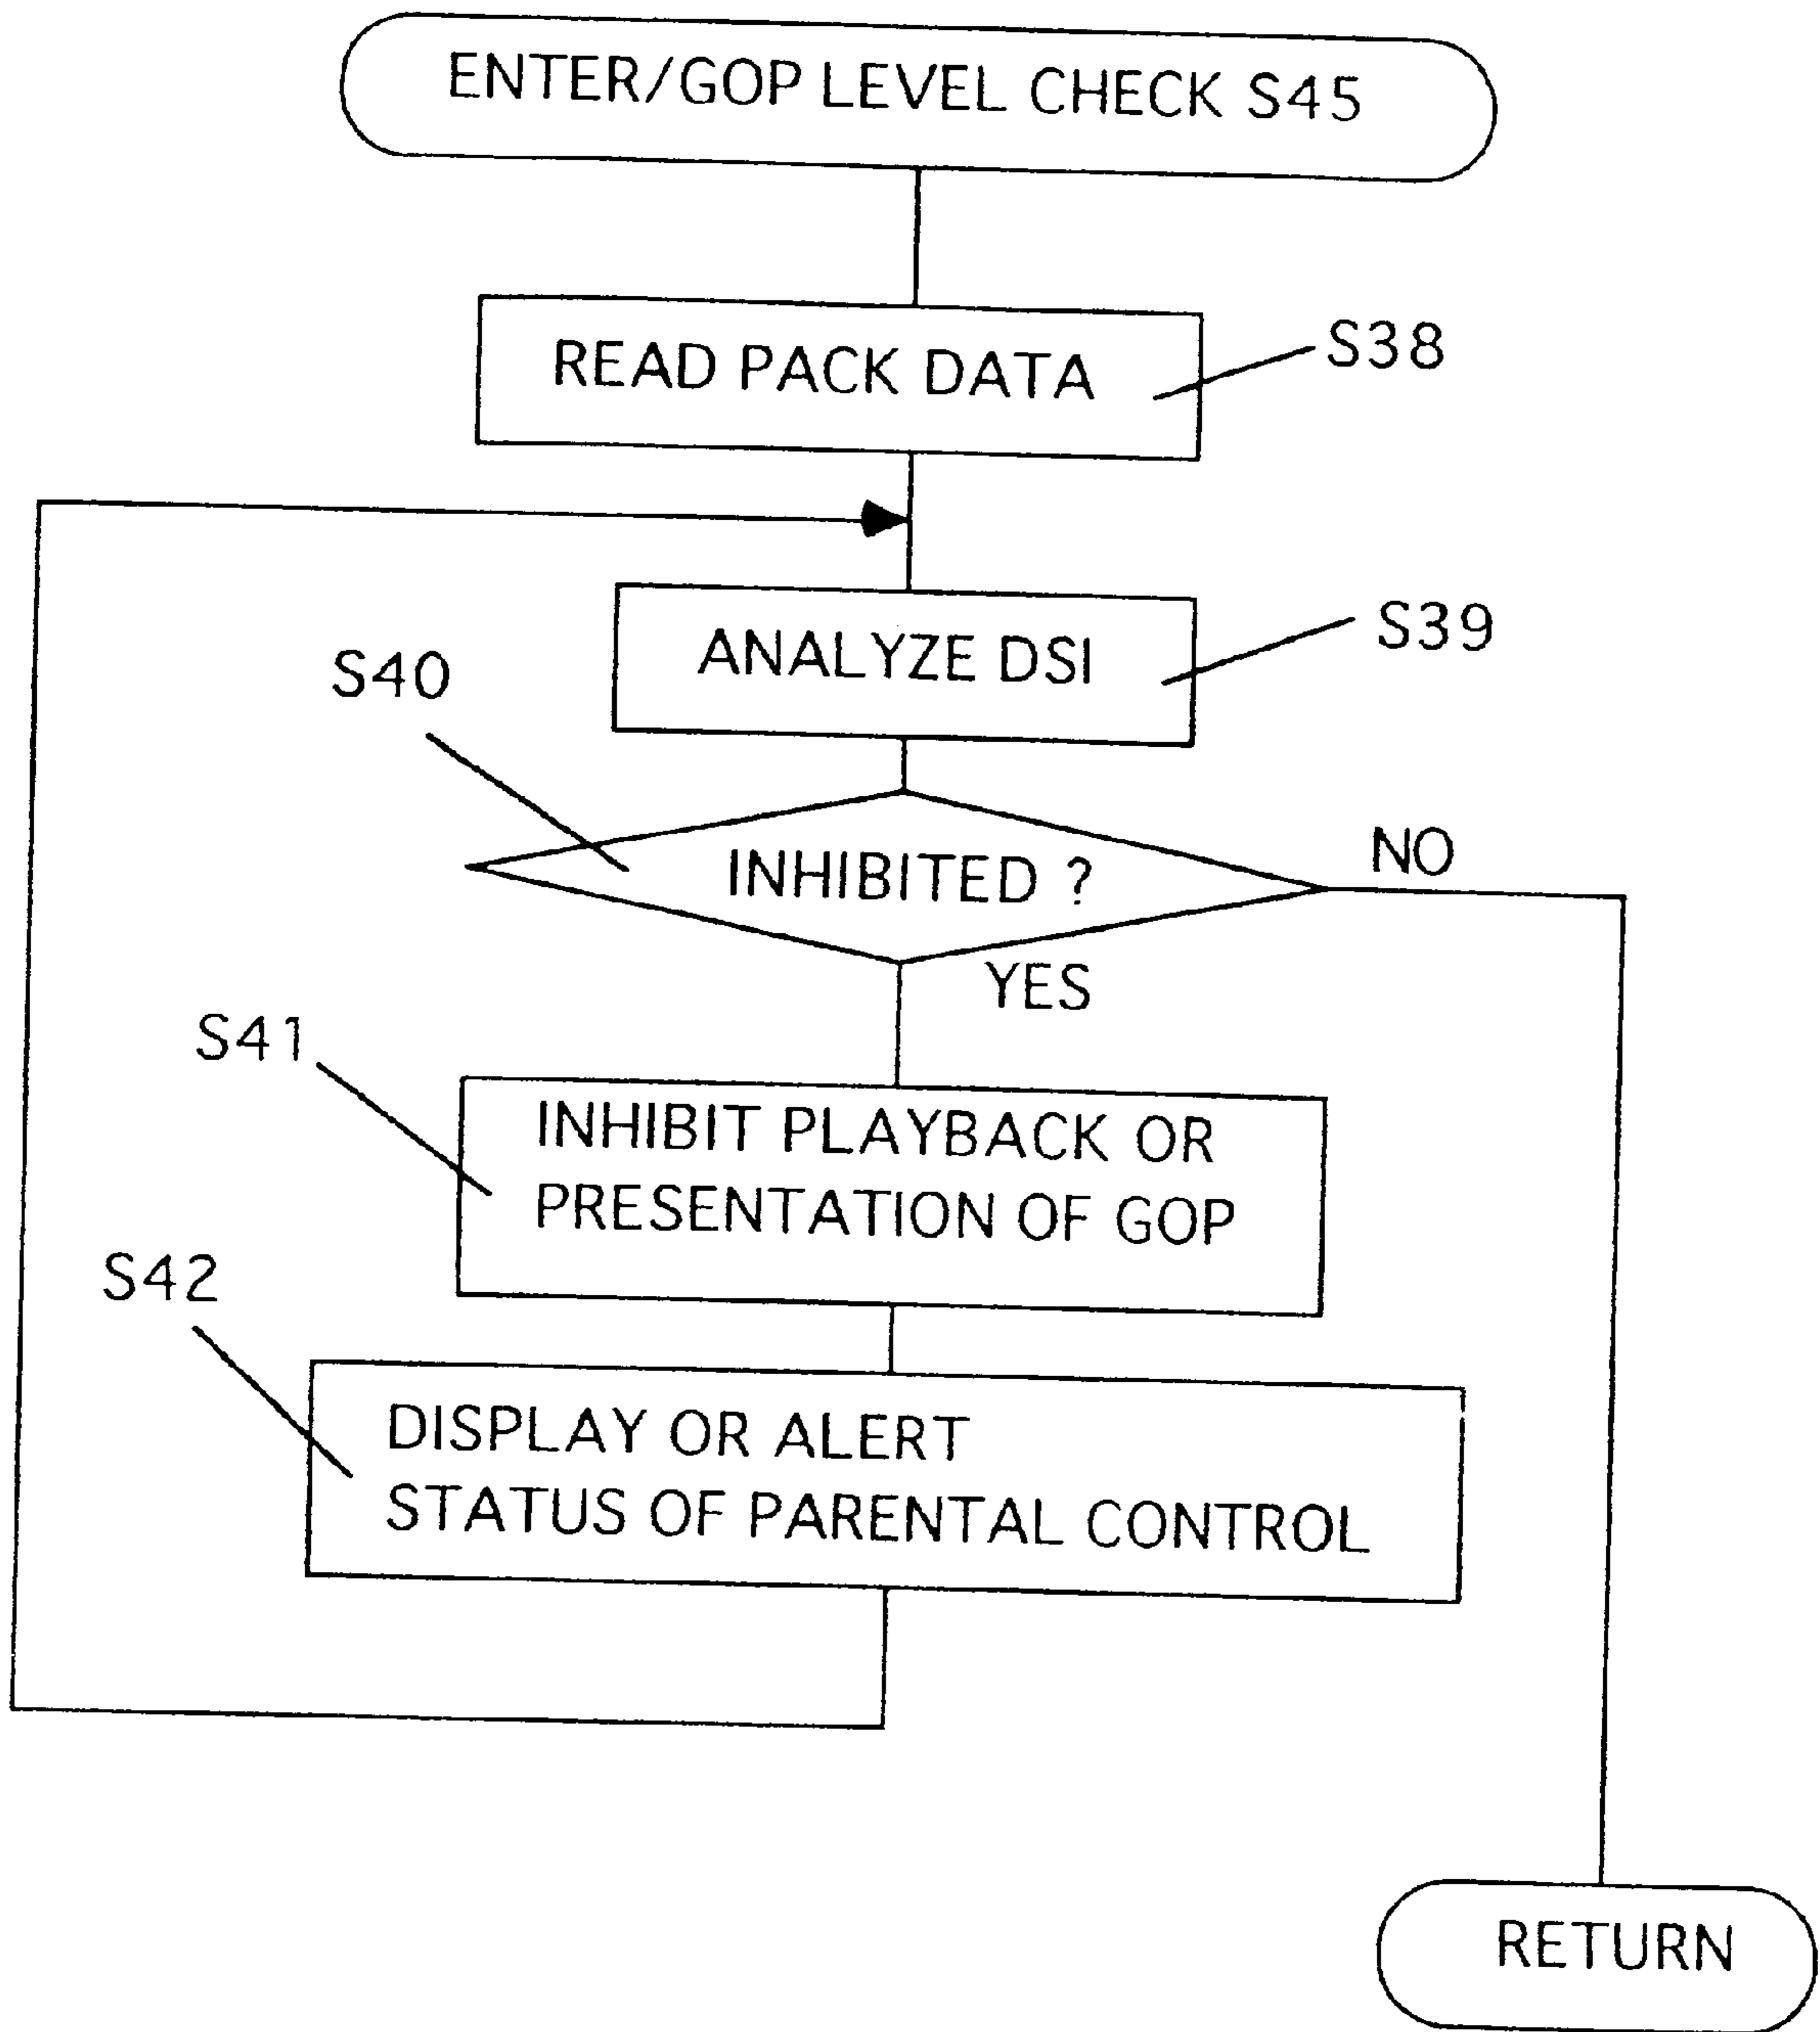 ENTER/GOP LEVEL CHECK S45
READ PACK DATA
S38
ANALYZE DSI
S39
S40
INHIBITED ?
NO
YES
S41
INHIBIT PLAYBACK OR
PRESENTATION OF GOP
S42
DISPLAY OR ALERT
STATUS OF PARENTAL CONTROL
RETURN